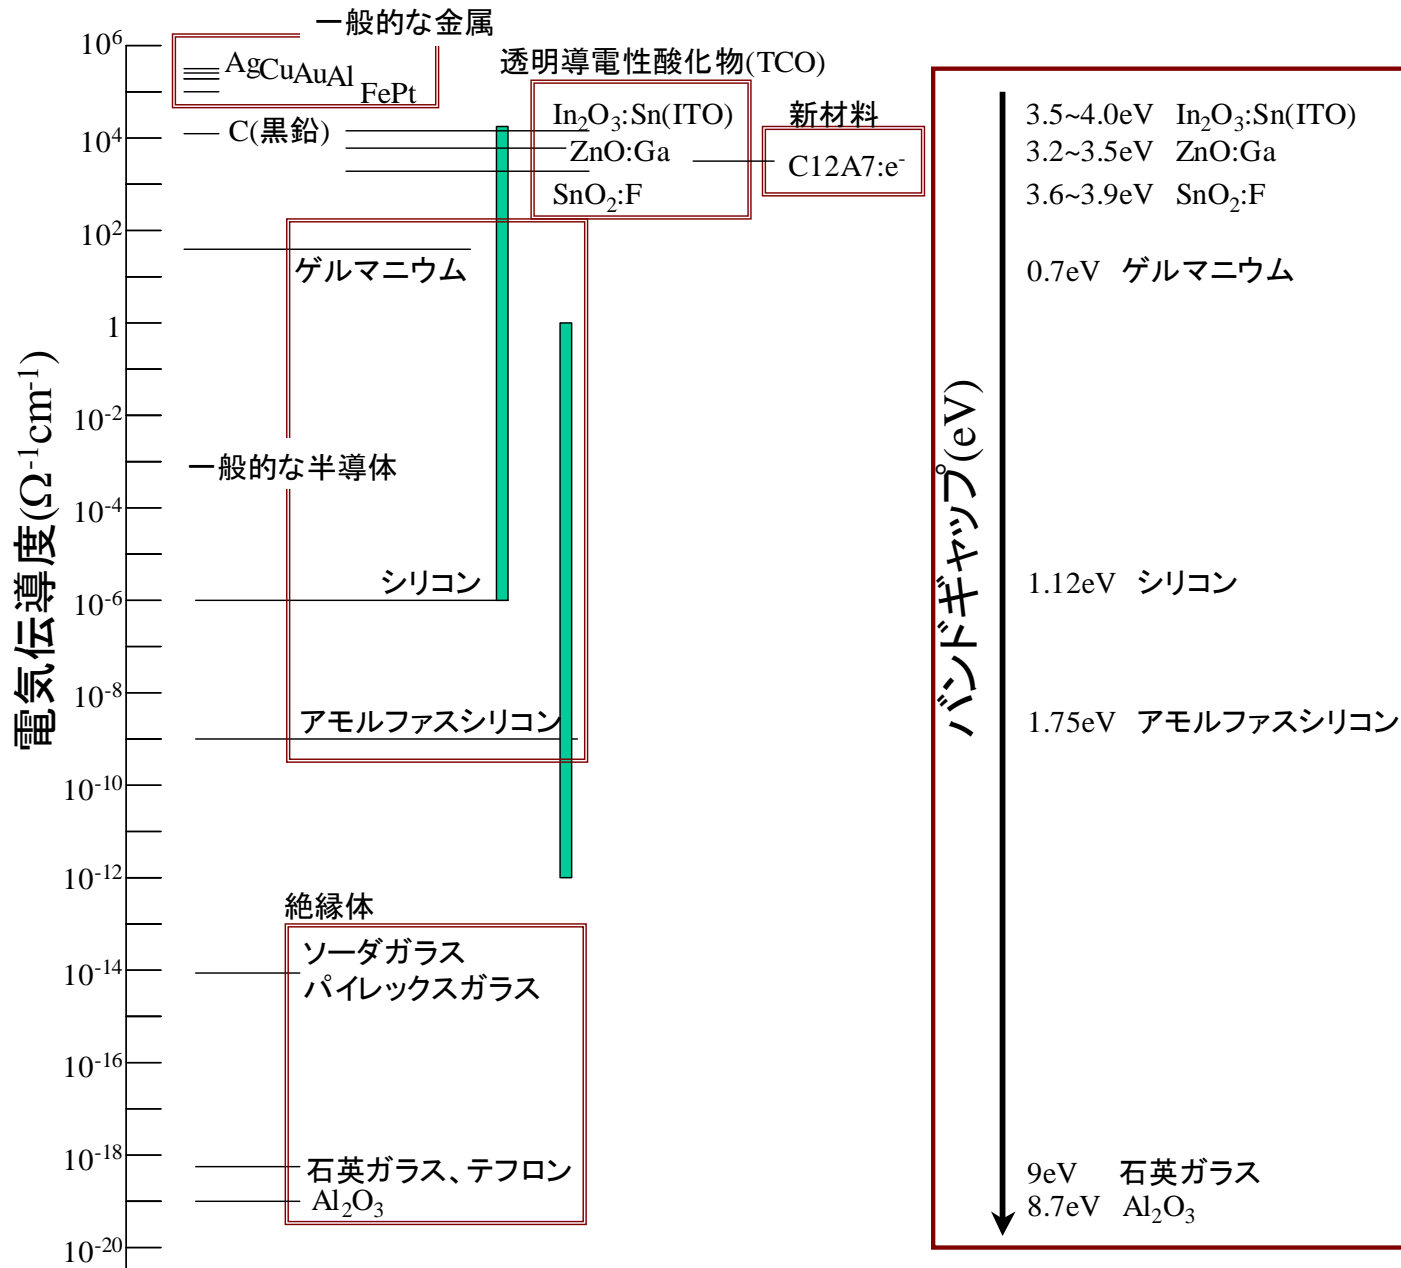 電気伝導度(Ω⁻¹cm⁻¹)
10⁶
10⁴
10²
1
10⁻²
10⁻⁴
10⁻⁶
10⁻⁸
10⁻¹⁰
10⁻¹²
10⁻¹⁴
10⁻¹⁶
10⁻¹⁸
10⁻²⁰
一般的な金属
AgCuAuAl
FePt
C(黒鉛)
透明導電性酸化物(TCO)
In₂O₃:Sn(ITO)
ZnO:Ga
SnO₂:F
新材料
C12A7:e⁻
ゲルマニウム
一般的な半導体
シリコン
アモルファスシリコン
絶縁体
ソーダガラス
パイレックスガラス
石英ガラス、テフロン
Al₂O₃
バンドギャップ(eV)
3.5~4.0eV In₂O₃:Sn(ITO)
3.2~3.5eV ZnO:Ga
3.6~3.9eV SnO₂:F
0.7eV ゲルマニウム
1.12eV シリコン
1.75eV アモルファスシリコン
9eV 石英ガラス
8.7eV Al₂O₃